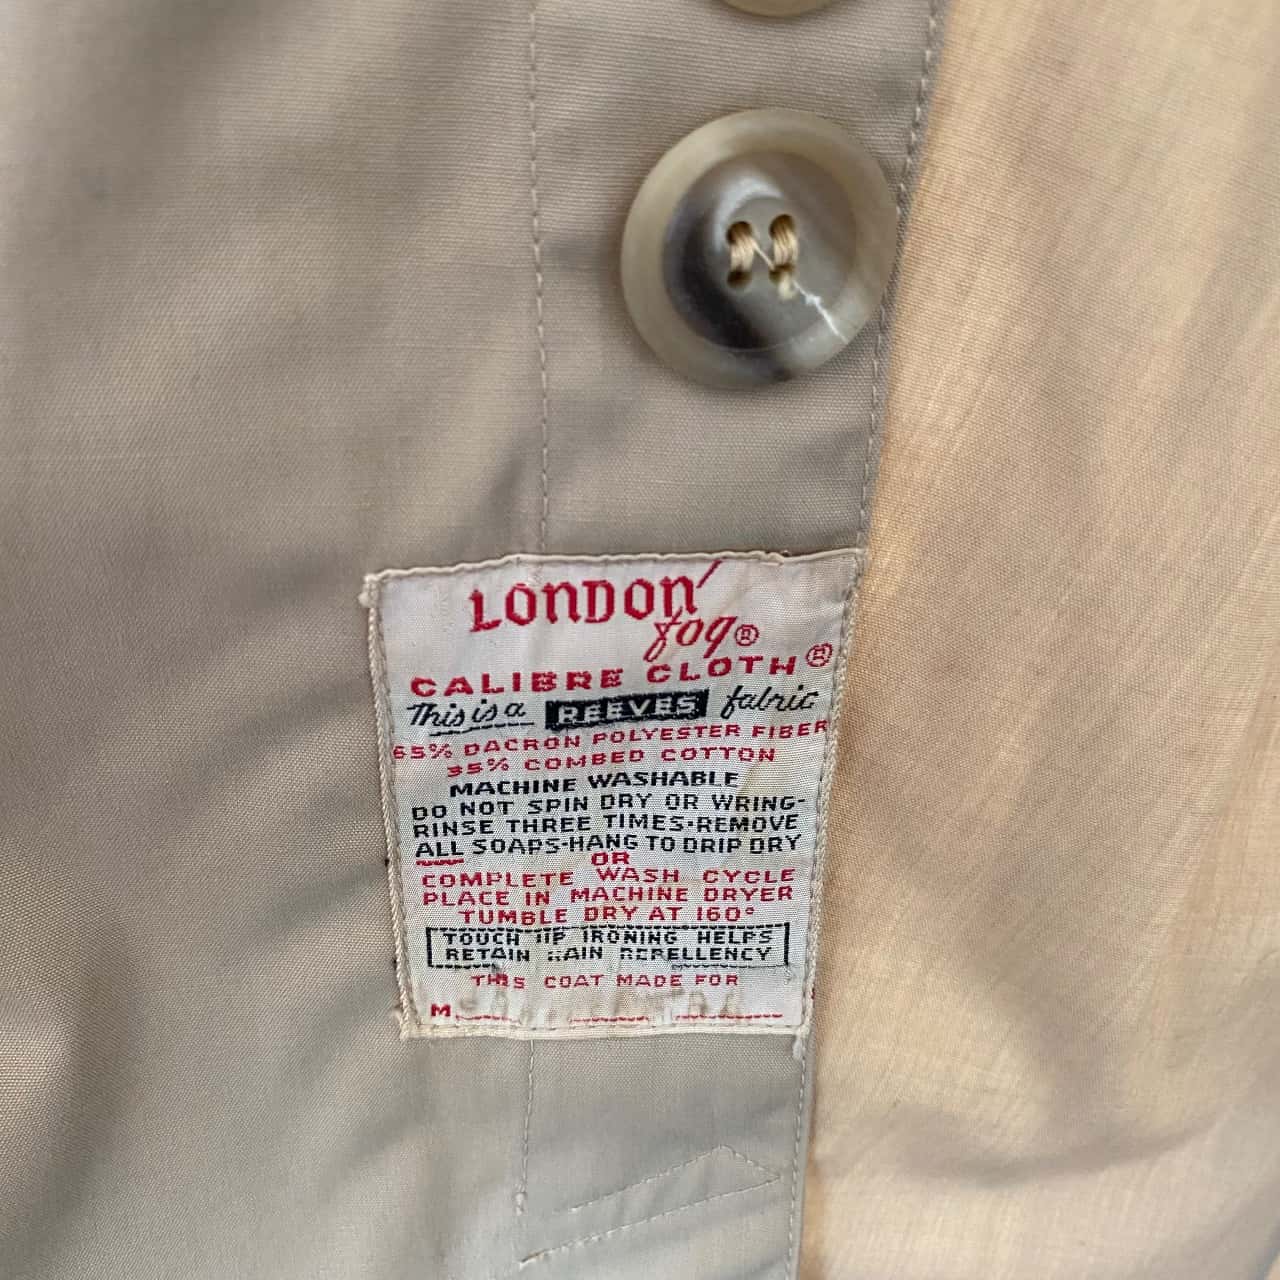 LONDON
fog®
CALIBRE CLOTH®
This is a REEVES fabric
65% DACRON POLYESTER FIBER
35% COMBED COTTON
MACHINE WASHABLE
DO NOT SPIN DRY OR WRING-
RINSE THREE TIMES-REMOVE
ALL SOAPS-HANG TO DRIP DRY
OR
COMPLETE WASH CYCLE
PLACE IN MACHINE DRYER
TUMBLE DRY AT 160°
TOUCH UP IRONING HELPS
RETAIN RAIN REPELLENCY
THIS COAT MADE FOR
M